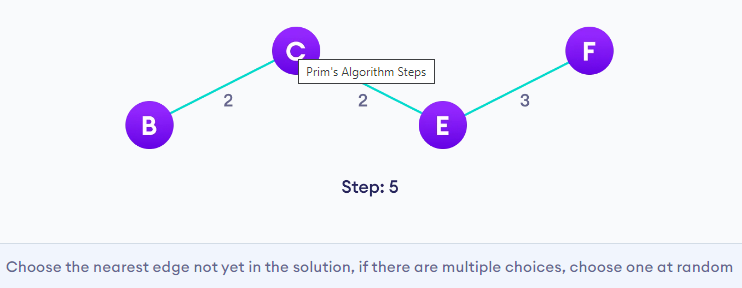 C
F
Prim's Algorithm Steps
2
2
3
B
E
Step: 5
Choose the nearest edge not yet in the solution, if there are multiple choices, choose one at random